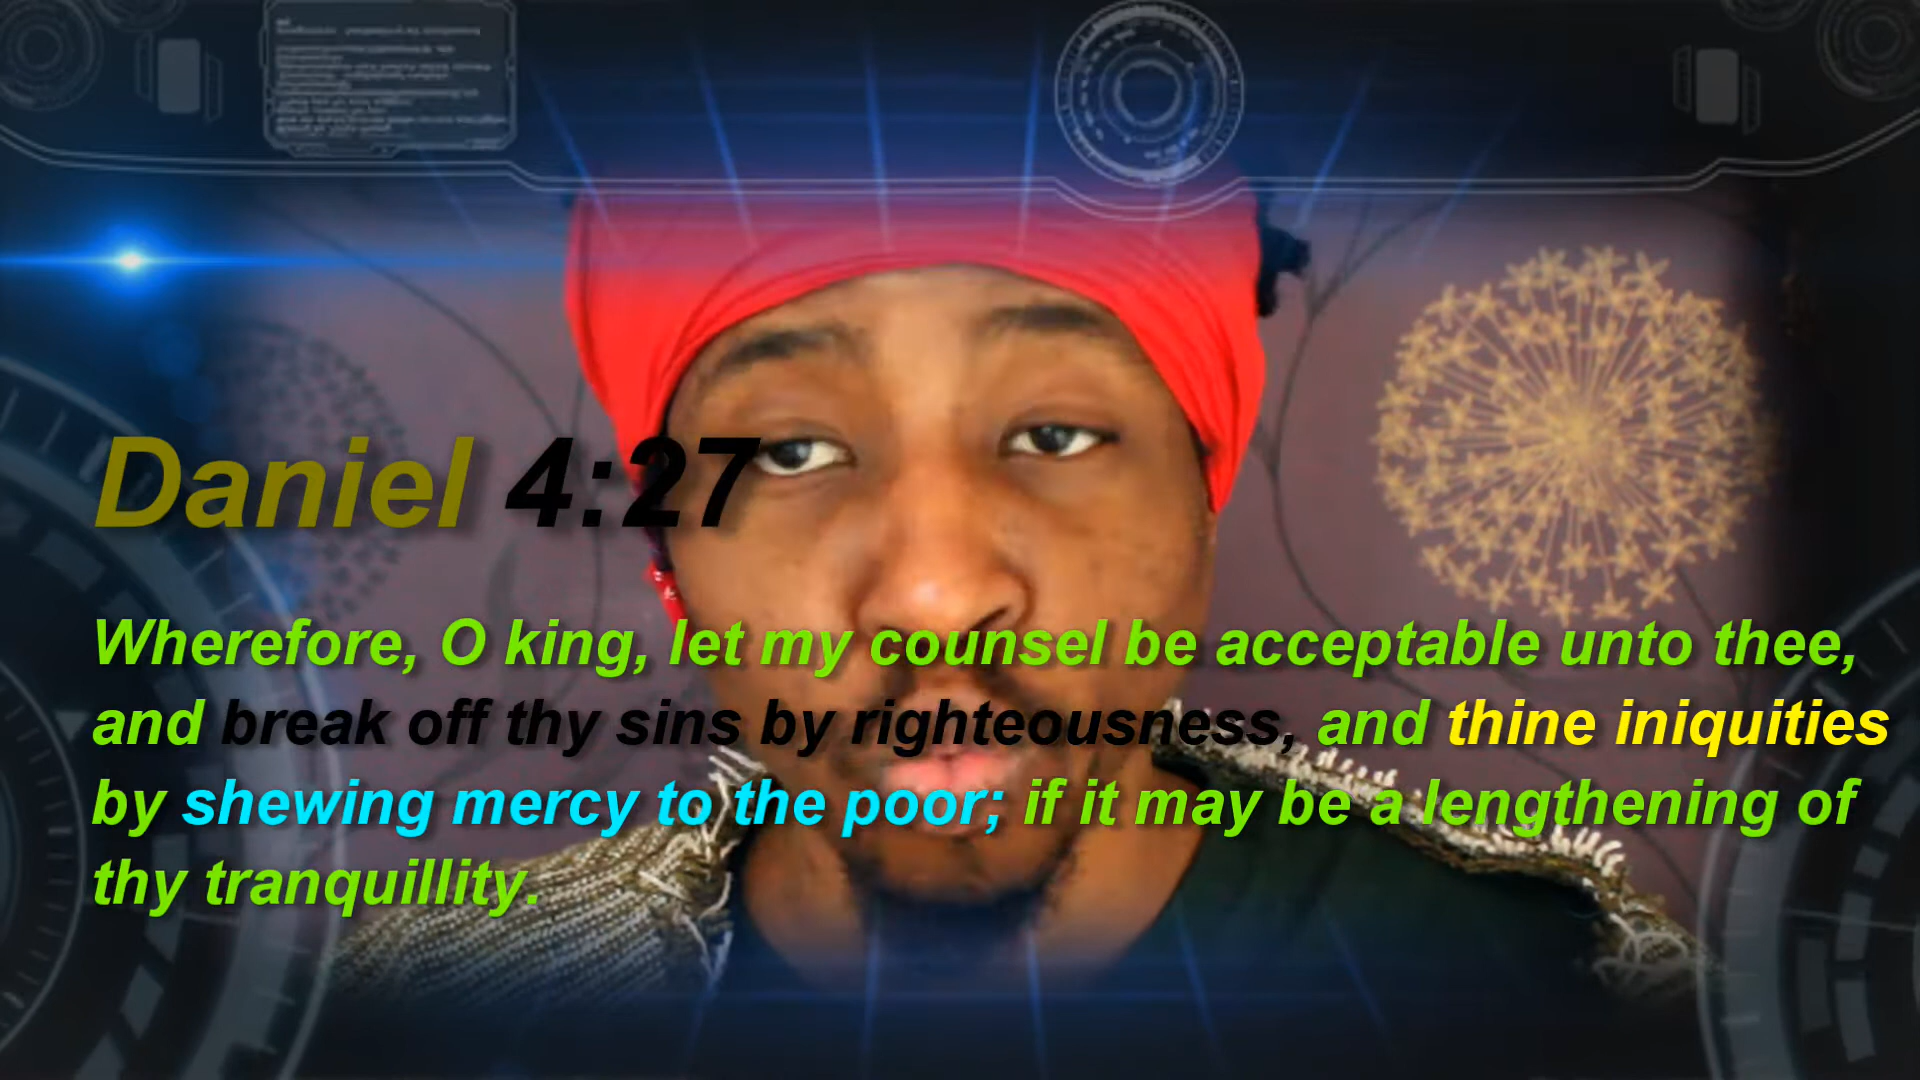 Daniel 4:27
Wherefore, O king, let my counsel be acceptable unto thee,
and break off thy sins by righteousness, and thine iniquities
by shewing mercy to the poor; if it may be a lengthening of
thy tranquillity.